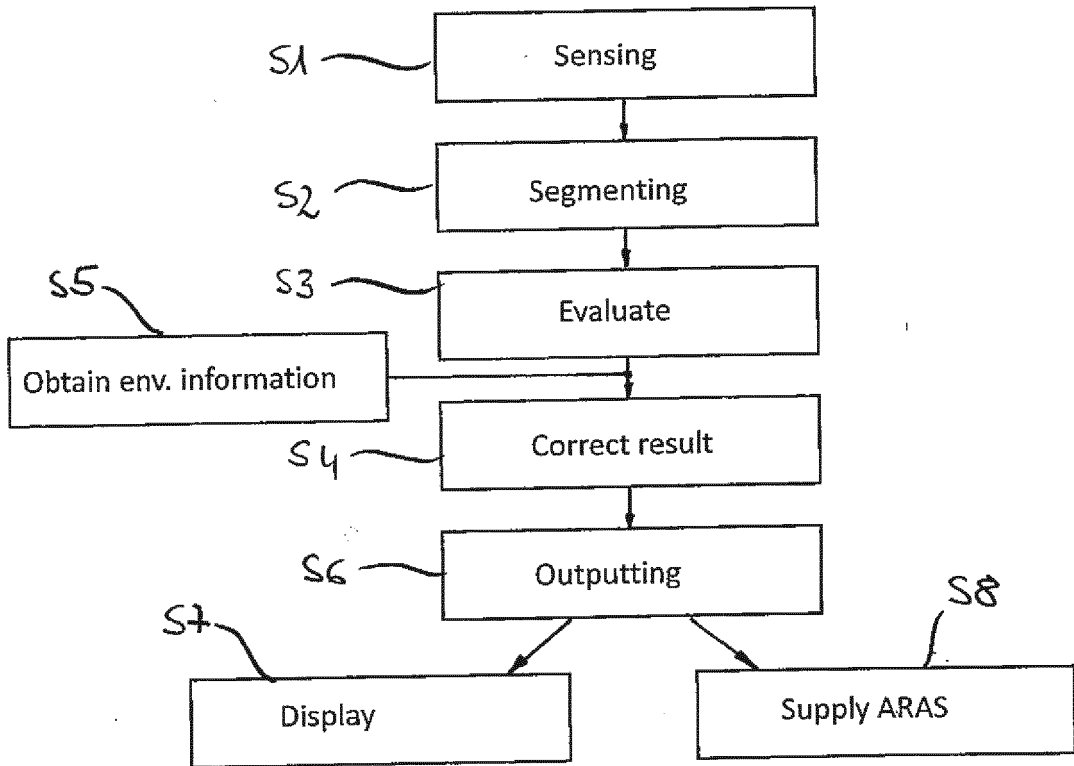 S1
Sensing
S2
Segmenting
S3
Evaluate
S5
Obtain env. information
S4
Correct result
S6
Outputting
S7
Display
S8
Supply ARAS